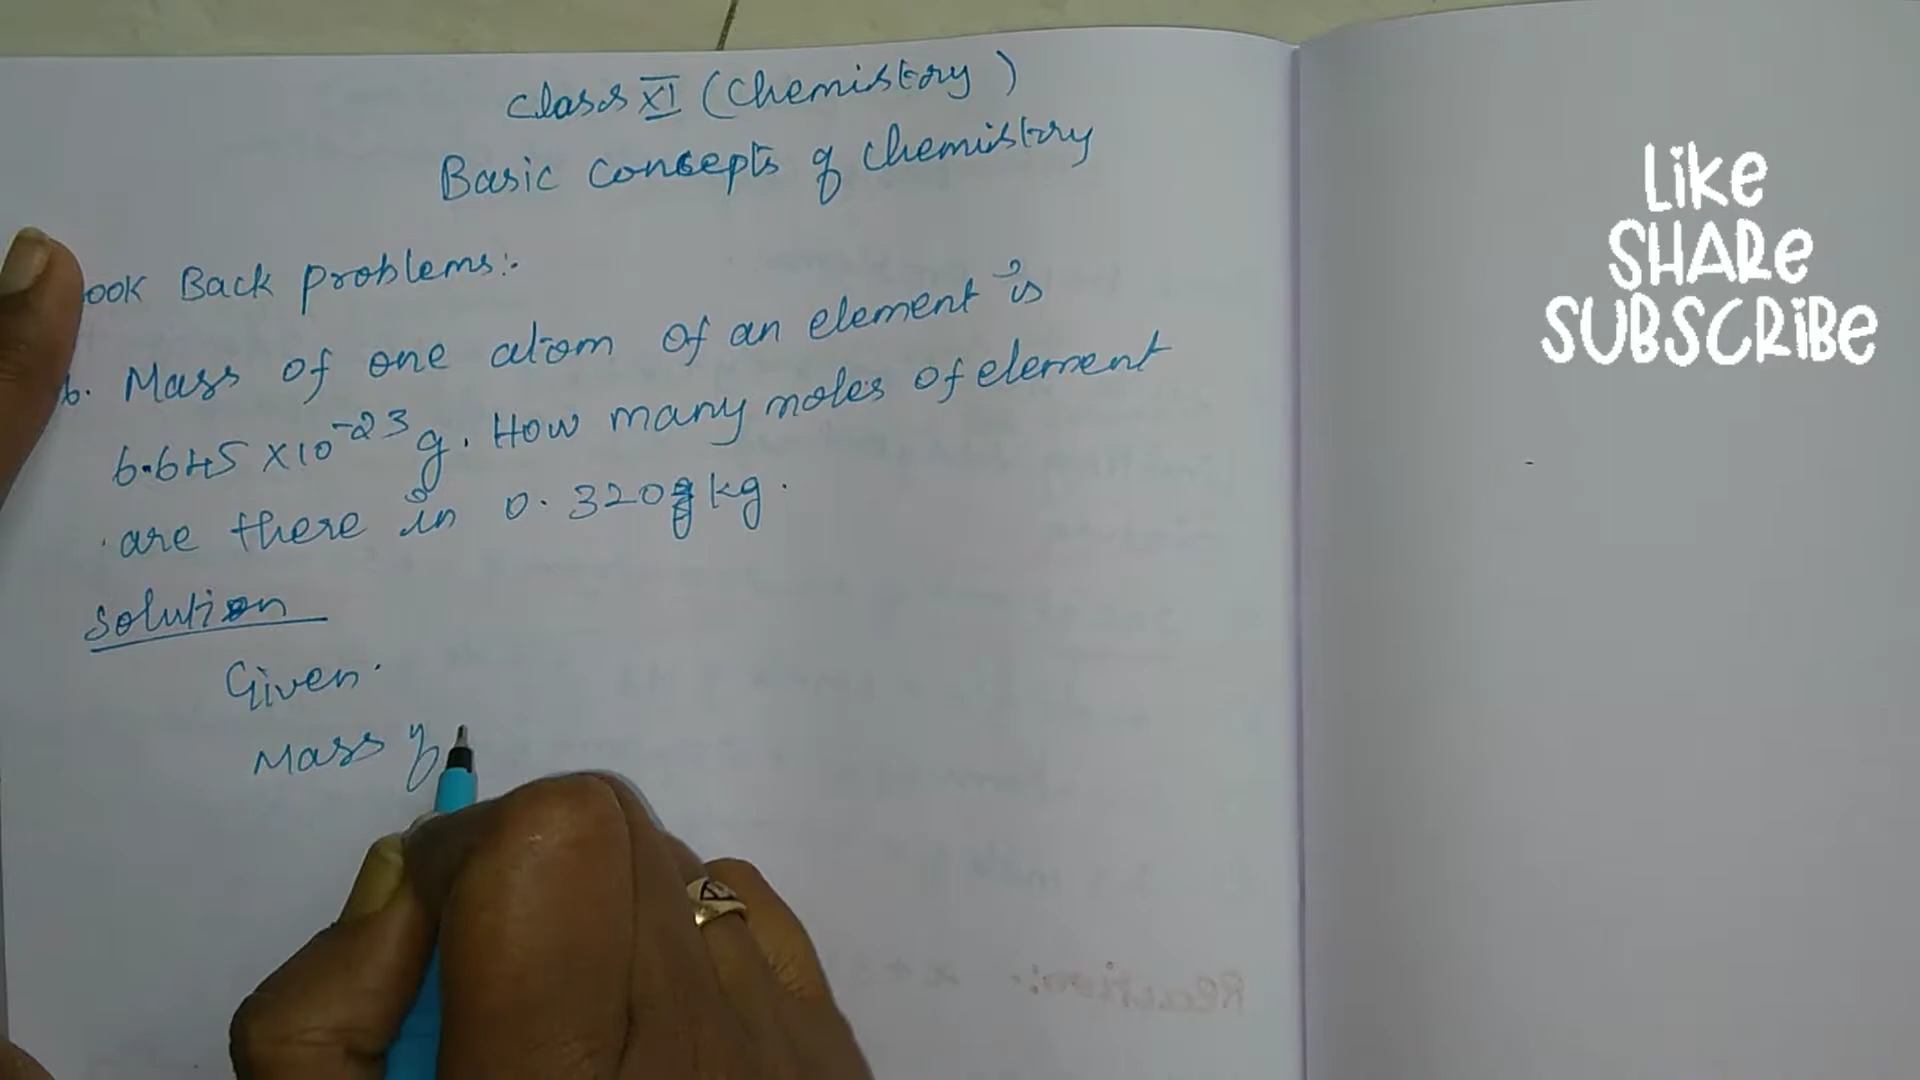 Class XI (Chemistry)
Basic concepts of chemistry
ook Back problems:-
6. Mass of one atom of an element is
6.645 x10-23 g. How many moles of element
are there in 0.320 kg.
Solution
Given
Mass of
LiKe
SHARe
SUBSCRiBe